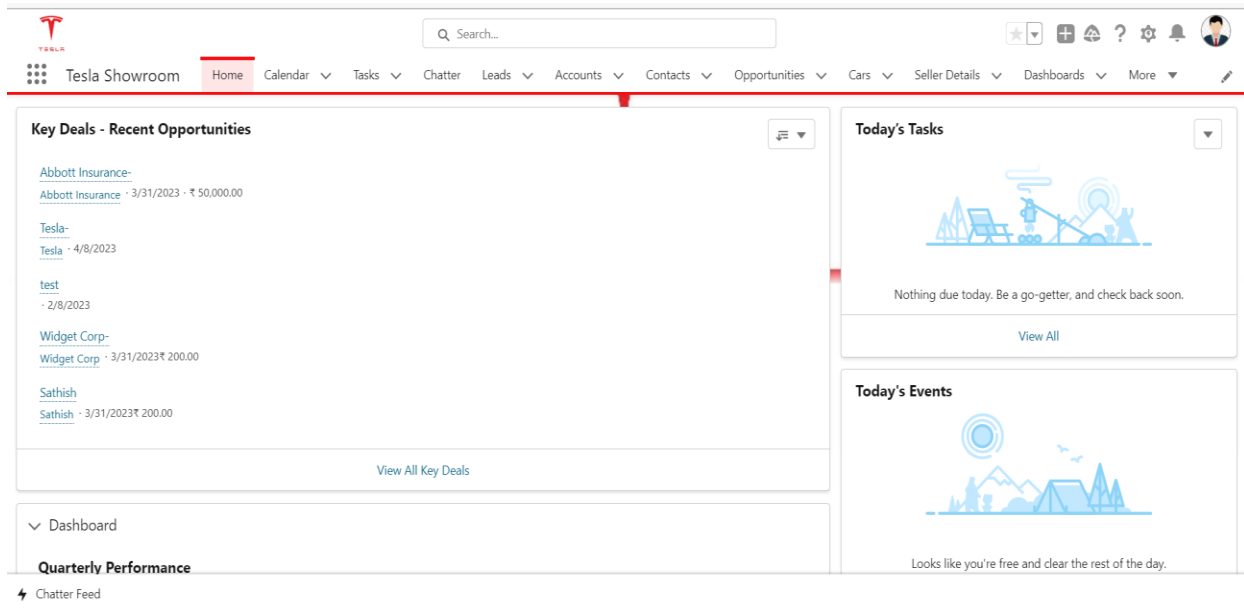 TESLA
Search...
Tesla Showroom Home Calendar Tasks Chatter Leads Accounts Contacts Opportunities Cars Seller Details Dashboards More
Key Deals - Recent Opportunities
Abbott Insurance-
Abbott Insurance · 3/31/2023 · ₹ 50,000.00
Tesla-
Tesla · 4/8/2023
test
· 2/8/2023
Widget Corp-
Widget Corp · 3/31/2023₹ 200.00
Sathish
Sathish · 3/31/2023₹ 200.00
View All Key Deals
Dashboard
Quarterly Performance
Today's Tasks
Nothing due today. Be a go-getter, and check back soon.
View All
Today's Events
Looks like you're free and clear the rest of the day.
Chatter Feed